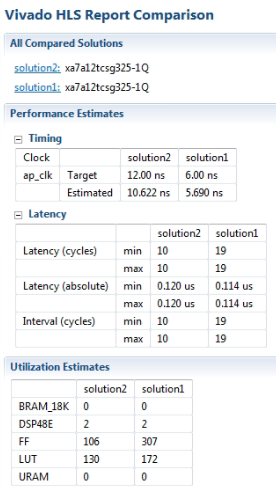 Vivado HLS Report Comparison
All Compared Solutions
solution2: xa7a12tcsg325-1Q
solution1: xa7a12tcsg325-1Q
Performance Estimates
Timing
Clock solution2 solution1
ap_clk Target 12.00 ns 6.00 ns
Estimated 10.622 ns 5.690 ns
Latency
solution2 solution1
Latency (cycles) min 10 19
max 10 19
Latency (absolute) min 0.120 us 0.114 us
max 0.120 us 0.114 us
Interval (cycles) min 10 19
max 10 19
Utilization Estimates
solution2 solution1
BRAM_18K 0 0
DSP48E 2 2
FF 106 307
LUT 130 172
URAM 0 0